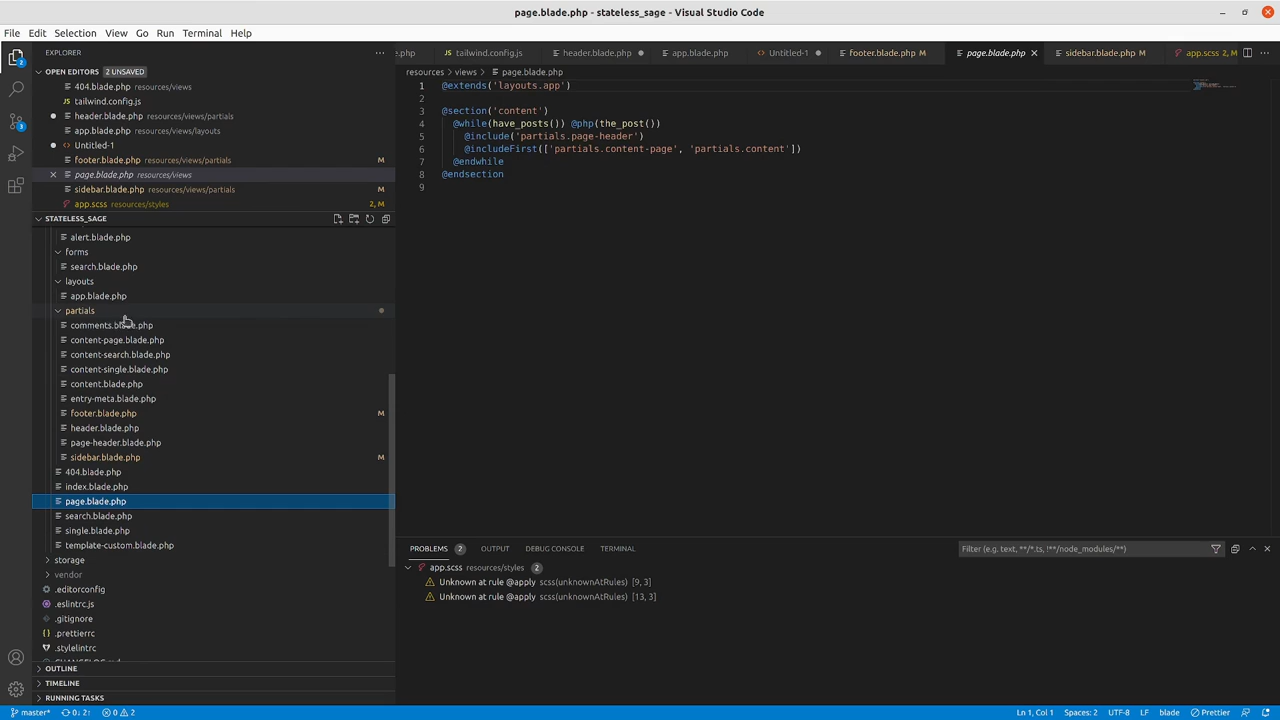 page.blade.php - stateless_sage - Visual Studio Code
File Edit Selection View Go Run Terminal Help
EXPLORER
.php tailwind.config.js header.blade.php app.blade.php Untitled-1 footer.blade.php M page.blade.php sidebar.blade.php M app.scss 2, M
OPEN EDITORS 2 UNSAVED
resources views page.blade.php
404.blade.php resources/views
tailwind.config.js
header.blade.php resources/views/partials
app.blade.php resources/views/layouts
Untitled-1
footer.blade.php resources/views/partials M
page.blade.php resources/views
sidebar.blade.php resources/views/partials M
app.scss resources/styles 2, M
1 @extends('layouts.app')
2
3 @section('content')
4 @while(have_posts()) @php(the_post())
5 @include('partials.page-header')
6 @includeFirst(['partials.content-page', 'partials.content'])
7 @endwhile
8 @endsection
9
STATELESS_SAGE
alert.blade.php
forms
search.blade.php
layouts
app.blade.php
partials
comments.blade.php
content-page.blade.php
content-search.blade.php
content-single.blade.php
content.blade.php
entry-meta.blade.php
footer.blade.php M
header.blade.php
page-header.blade.php
sidebar.blade.php M
404.blade.php
index.blade.php
page.blade.php
search.blade.php
single.blade.php
template-custom.blade.php
storage
vendor
.editorconfig
.eslintrc.js
.gitignore
.prettierrc
.stylelintrc
OUTLINE
TIMELINE
RUNNING TASKS
PROBLEMS 2 OUTPUT DEBUG CONSOLE TERMINAL
Filter (e.g. text, **/*.ts, !**/node_modules/**)
app.scss resources/styles 2
Unknown at rule @apply scss(unknownAtRules) [9, 3]
Unknown at rule @apply scss(unknownAtRules) [13, 3]
2
3
master* 0↓ 2↑ 0 2 Ln 1, Col 1 Spaces: 2 UTF-8 LF blade Prettier